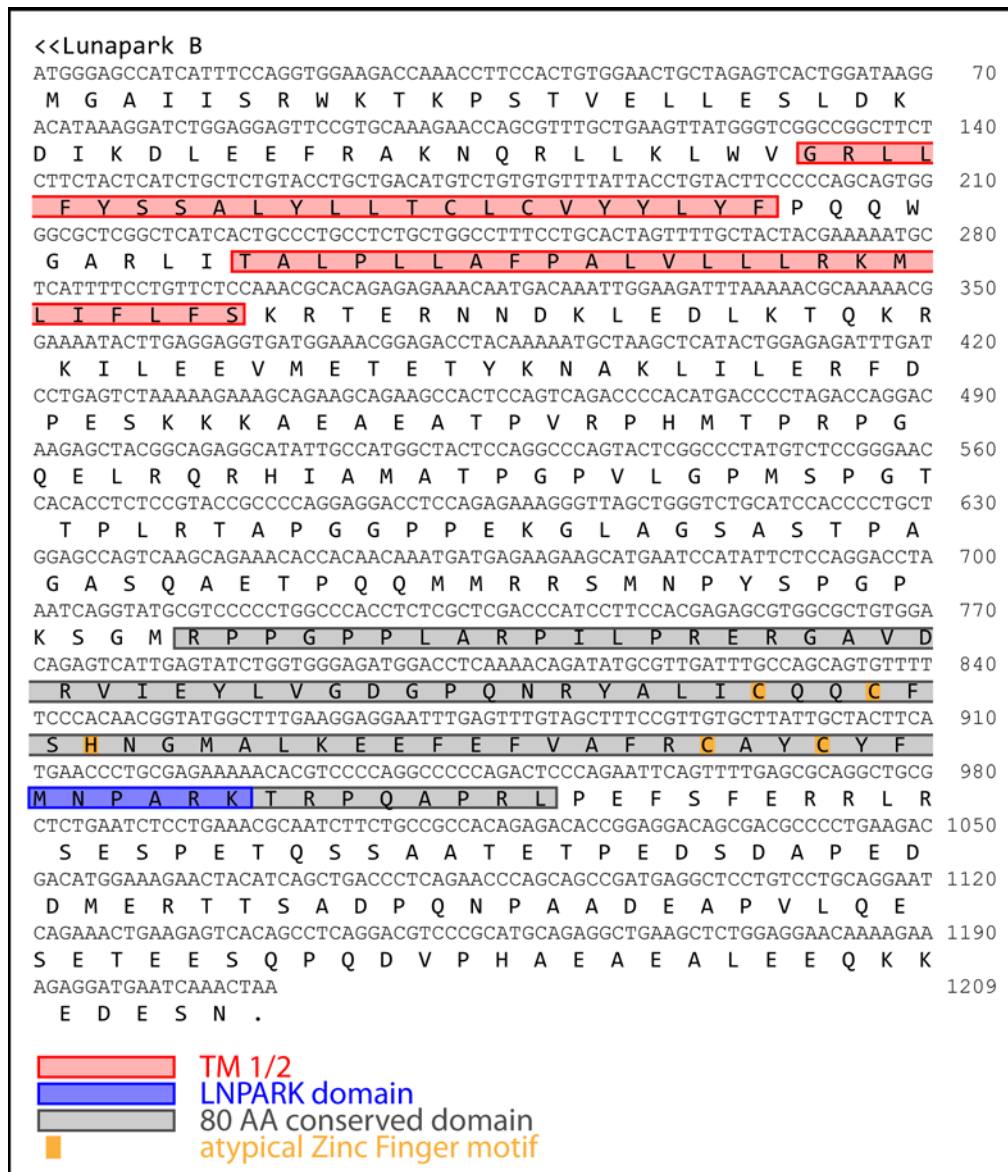 <<Lunapark B
ATGGGAGCCATCATTTCCAGGTGGAAGACCAAACCTTCCACTGTGGAACTGCTAGAGTCACTGGATAAGG 70
M G A I I S R W K T K P S T V E L L E S L D K
ACATAAAGGATCTGGAGGAGTTCCGTGCAAAGAACCAGCGTTTGCTGAAGTTATGGGTCGGCCGGCTTCT 140
D I K D L E E F R A K N Q R L L K L W V G R L L
CTTCTACTCATCTGCTCTGTACCTGCTGACATGTCTGTGTGTTTATTACCTGTACTTCCCCCAGCAGTGG 210
F Y S S A L Y L L T C L C V Y Y L Y F P Q Q W
GGCGCTCGGCTCATCACTGCCCTGCCTCTGCTGGCCTTTCCTGCACTAGTTTTGCTACTACGAAAAATGC 280
G A R L I T A L P L L A F P A L V L L L R K M
TCATTTTCCTGTTCTCCAAACGCACAGAGAGAAACAATGACAAATTGGAAGATTTAAAAACGCAAAAACG 350
L I F L F S K R T E R N N D K L E D L K T Q K R
GAAAATACTTGAGGAGGTGATGGAAACGGAGACCTACAAAAATGCTAAGCTCATACTGGAGAGATTTGAT 420
K I L E E V M E T E T Y K N A K L I L E R F D
CCTGAGTCTAAAAAGAAAGCAGAAGCAGAAGCCACTCCAGTCAGACCCCACATGACCCCTAGACCAGGAC 490
P E S K K K A E A E A T P V R P H M T P R P G
AAGAGCTACGGCAGAGGCATATTGCCATGGCTACTCCAGGCCCAGTACTCGGCCCTATGTCTCCGGGAAC 560
Q E L R Q R H I A M A T P G P V L G P M S P G T
CACACCTCTCCGTACCGCCCCAGGAGGACCTCCAGAGAAAGGGTTAGCTGGGTCTGCATCCACCCCTGCT 630
T P L R T A P G G P P E K G L A G S A S T P A
GGAGCCAGTCAAGCAGAAACACCACAACAAATGATGAGAAGAAGCATGAATCCATATTCTCCAGGACCTA 700
G A S Q A E T P Q Q M M R R S M N P Y S P G P
AATCAGGTATGCGTCCCCCTGGCCCACCTCTCGCTCGACCCATCCTTCCACGAGAGCGTGGCGCTGTGGA 770
K S G M R P P G P P L A R P I L P R E R G A V D
CAGAGTCATTGAGTATCTGGTGGGAGATGGACCTCAAAACAGATATGCGTTGATTTGCCAGCAGTGTTTT 840
R V I E Y L V G D G P Q N R Y A L I C Q Q C F
TCCCACAACGGTATGGCTTTGAAGGAGGAATTTGAGTTTGTAGCTTTCCGTTGTGCTTATTGCTACTTCA 910
S H N G M A L K E E F E F V A F R C A Y C Y F
TGAACCCTGCGAGAAAAACACGTCCCCAGGCCCCCAGACTCCCAGAATTCAGTTTTGAGCGCAGGCTGCG 980
M N P A R K T R P Q A P R L P E F S F E R R L R
CTCTGAATCTCCTGAAACGCAATCTTCTGCCGCCACAGAGACACCGGAGGACAGCGACGCCCCTGAAGAC 1050
S E S P E T Q S S A A T E T P E D S D A P E D
GACATGGAAAGAACTACATCAGCTGACCCTCAGAACCCAGCAGCCGATGAGGCTCCTGTCCTGCAGGAAT 1120
D M E R T T S A D P Q N P A A D E A P V L Q E
CAGAAACTGAAGAGTCACAGCCTCAGGACGTCCCGCATGCAGAGGCTGAAGCTCTGGAGGAACAAAAGAA 1190
S E T E E S Q P Q D V P H A E A E A L E E Q K K
AGAGGATGAATCAAACTAA 1209
E D E S N .
TM 1/2
LNPARK domain
80 AA conserved domain
atypical Zinc Finger motif